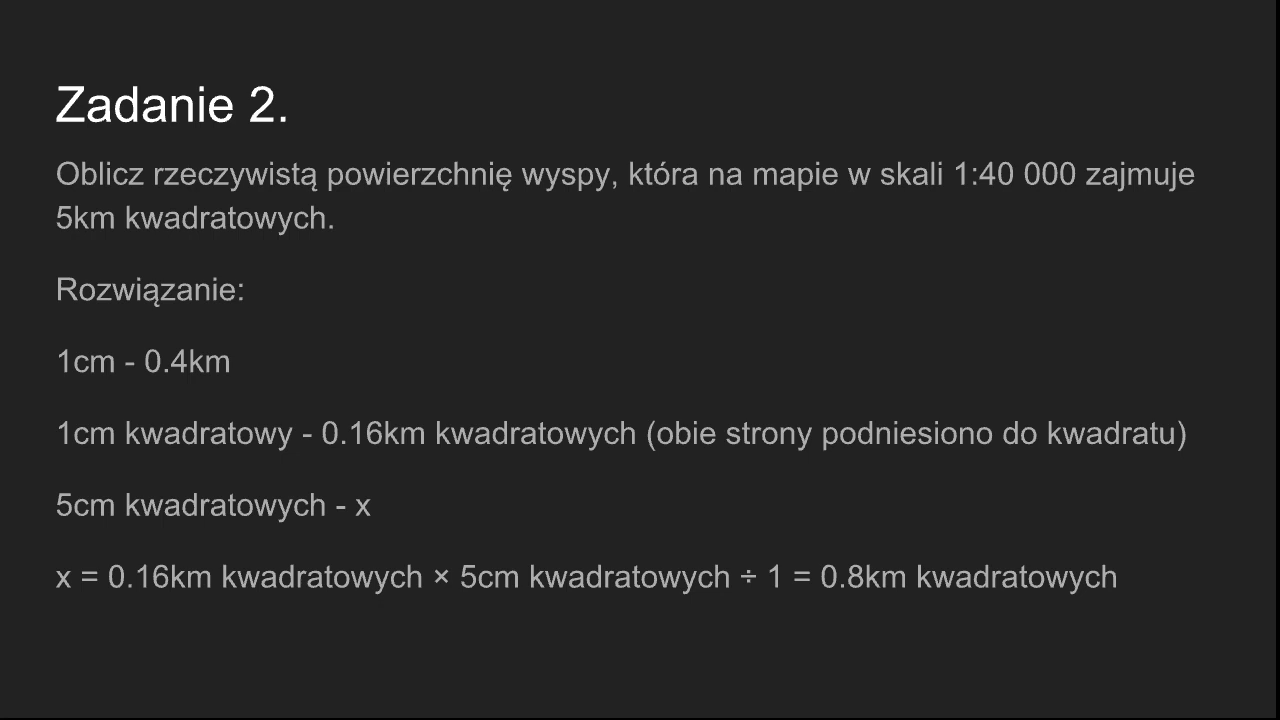 Zadanie 2.
Oblicz rzeczywistą powierzchnię wyspy, która na mapie w skali 1:40 000 zajmuje
5km kwadratowych.
Rozwiązanie:
1cm - 0.4km
1cm kwadratowy - 0.16km kwadratowych (obie strony podniesiono do kwadratu)
5cm kwadratowych - x
x = 0.16km kwadratowych × 5cm kwadratowych ÷ 1 = 0.8km kwadratowych